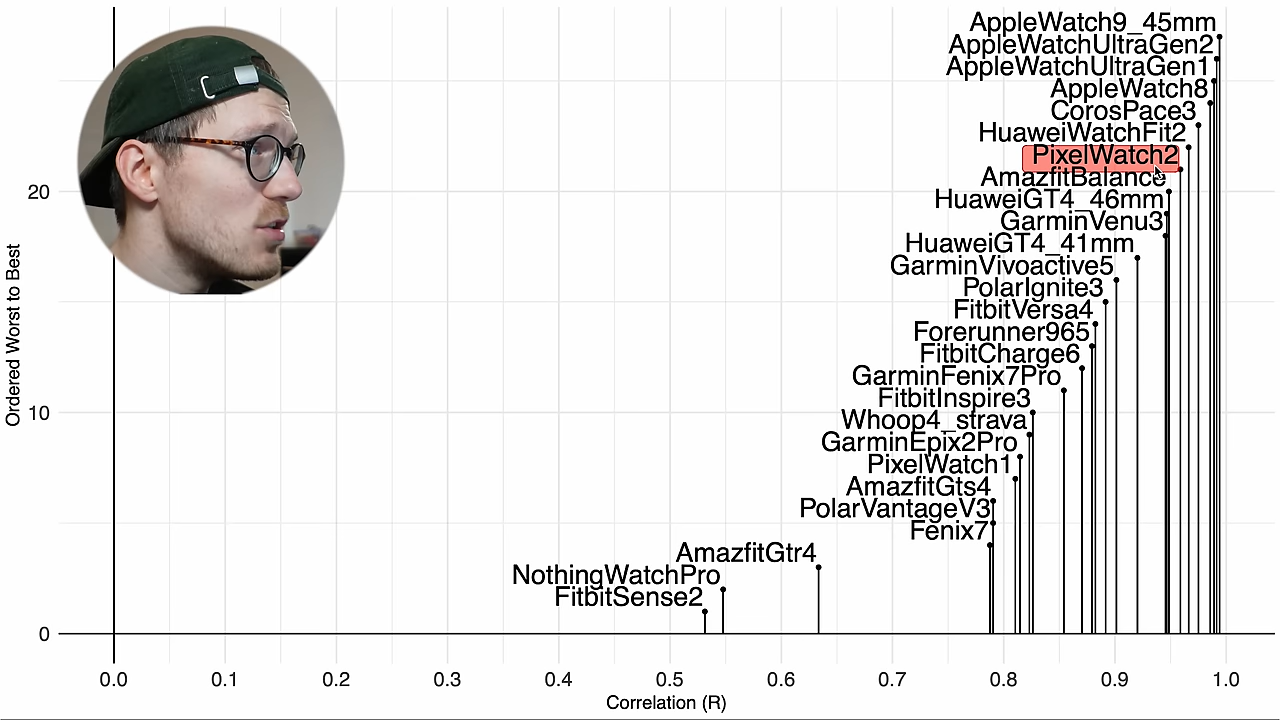 AppleWatch9_45mm
AppleWatchUltraGen2
AppleWatchUltraGen1
AppleWatch8
CorosPace3
HuaweiWatchFit2
PixelWatch2
AmazfitBalance
HuaweiGT4_46mm
GarminVenu3
HuaweiGT4_41mm
GarminVivoactive5
PolarIgnite3
FitbitVersa4
Forerunner965
FitbitCharge6
GarminFenix7Pro
FitbitInspire3
Whoop4_strava
GarminEpix2Pro
PixelWatch1
AmazfitGts4
PolarVantageV3
Fenix7
AmazfitGtr4
NothingWatchPro
FitbitSense2
Ordered Worst to Best
20
10
0
0.0 0.1 0.2 0.3 0.4 0.5 0.6 0.7 0.8 0.9 1.0
Correlation (R)